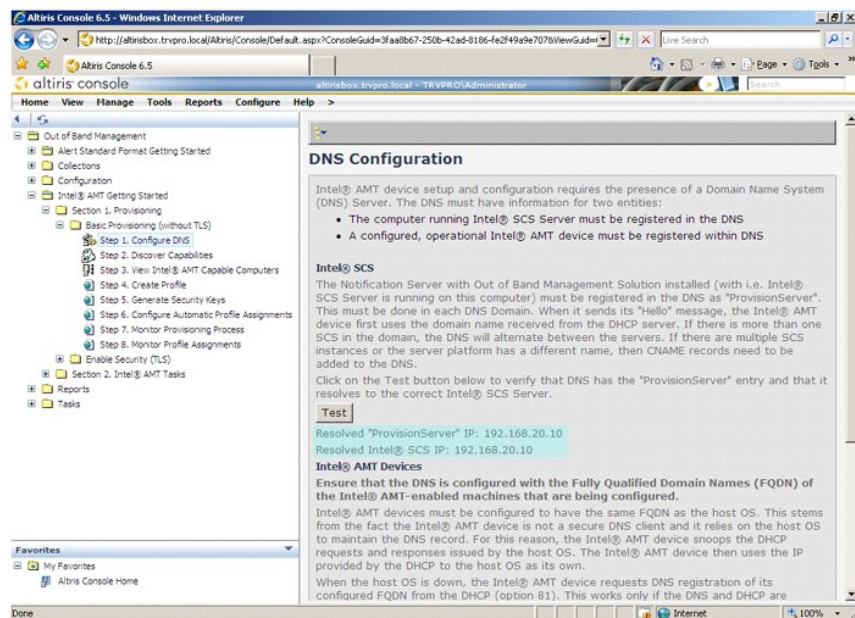 Altiris Console 6.5 - Windows Internet Explorer
http://altirisbox.trvpro.local/Altiris/Console/Default.aspx?ConsoleGuid=3faa8b67-250b-42ad-8186-fe2f49a9e707&ViewGuid=
Live Search
Altiris Console 6.5
Page
Tools
altiris console
altirisbox.trvpro.local - TRVPRO\Administrator
Search
Home View Manage Tools Reports Configure Help >
Out of Band Management
Alert Standard Format Getting Started
Collections
Configuration
Intel® AMT Getting Started
Section 1. Provisioning
Basic Provisioning (without TLS)
Step 1. Configure DNS
Step 2. Discover Capabilities
Step 3. View Intel® AMT Capable Computers
Step 4. Create Profile
Step 5. Generate Security Keys
Step 6. Configure Automatic Profile Assignments
Step 7. Monitor Provisioning Process
Step 8. Monitor Profile Assignments
Enable Security (TLS)
Section 2. Intel® AMT Tasks
Reports
Tasks
Favorites
My Favorites
Altiris Console Home
DNS Configuration
Intel® AMT device setup and configuration requires the presence of a Domain Name System
(DNS) Server. The DNS must have information for two entities:
• The computer running Intel® SCS Server must be registered in the DNS
• A configured, operational Intel® AMT device must be registered within DNS
Intel® SCS
The Notification Server with Out of Band Management Solution installed (with i.e. Intel®
SCS Server is running on this computer) must be registered in the DNS as "ProvisionServer".
This must be done in each DNS Domain. When it sends its "Hello" message, the Intel® AMT
device first uses the domain name received from the DHCP server. If there is more than one
SCS in the domain, the DNS will alternate between the servers. If there are multiple SCS
instances or the server platform has a different name, then CNAME records need to be
added to the DNS.
Click on the Test button below to verify that DNS has the "ProvisionServer" entry and that it
resolves to the correct Intel® SCS Server.
Test
Resolved "ProvisionServer" IP: 192.168.20.10
Resolved Intel® SCS IP: 192.168.20.10
Intel® AMT Devices
Ensure that the DNS is configured with the Fully Qualified Domain Names (FQDN) of
the Intel® AMT-enabled machines that are being configured.
Intel® AMT devices must be configured to have the same FQDN as the host OS. This stems
from the fact the Intel® AMT device is not a secure DNS client and it relies on the host OS
to maintain the DNS record. For this reason, the Intel® AMT device snoops the DHCP
requests and responses issued by the host OS. The Intel® AMT device then uses the IP
provided by the DHCP to the host OS as its own.
When the host OS is down, the Intel® AMT device requests DNS registration of its
configured FQDN from the DHCP (option 81). This works only if the DNS and DHCP are
Done
Internet
100%